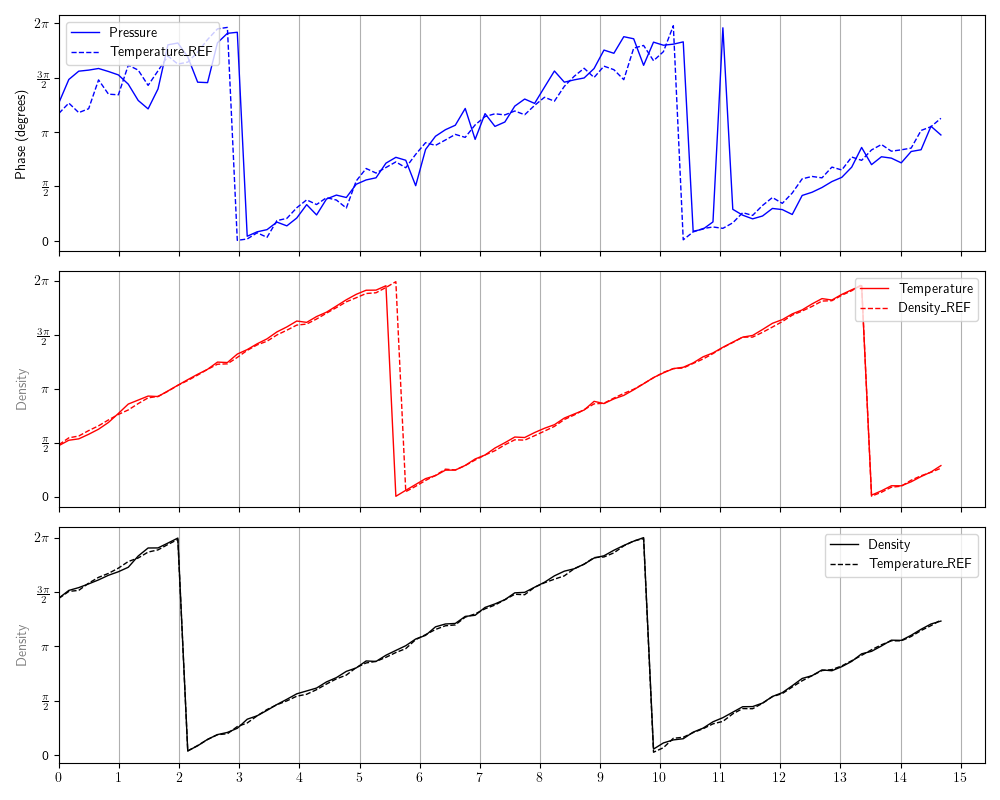 2π
3π/2
π
π/2
0
Phase (degrees)
Pressure
Temperature_REF
2π
3π/2
π
π/2
0
Density
Temperature
Density_REF
2π
3π/2
π
π/2
0
Density
Density
Temperature_REF
0 1 2 3 4 5 6 7 8 9 10 11 12 13 14 15